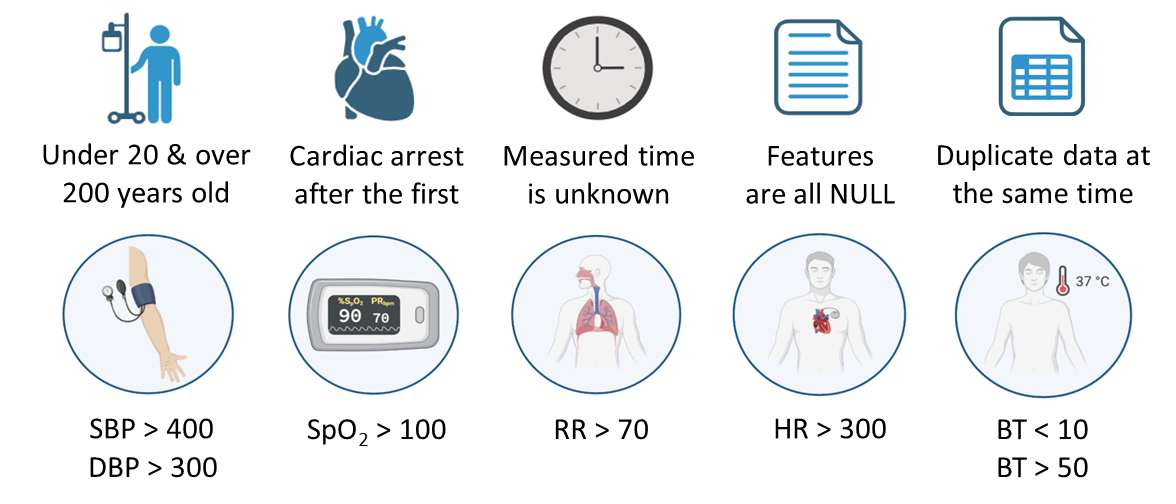 Under 20 & over
200 years old
Cardiac arrest
after the first
Measured time
is unknown
Features
are all NULL
Duplicate data at
the same time
%SpO₂ PRbpm
90 70
37 °C
SBP > 400
DBP > 300
SpO₂ > 100
RR > 70
HR > 300
BT < 10
BT > 50